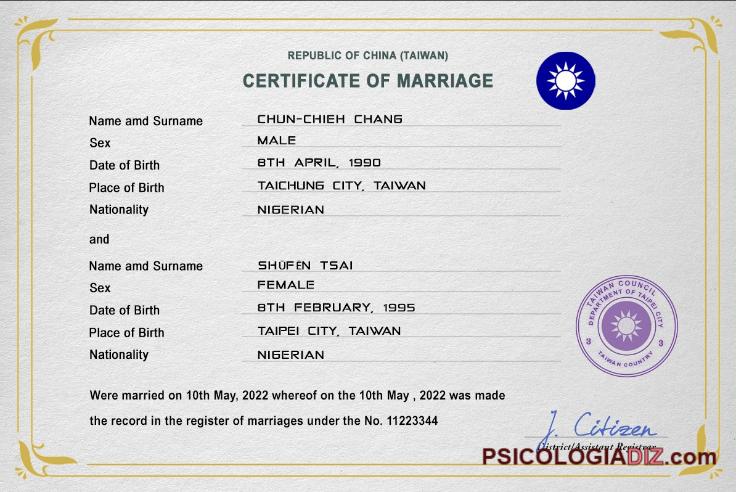 REPUBLIC OF CHINA (TAIWAN)
CERTIFICATE OF MARRIAGE
Name amd Surname CHUN-CHIEH CHANG
Sex MALE
Date of Birth 8TH APRIL, 1990
Place of Birth TAICHUNG CITY, TAIWAN
Nationality NIGERIAN
and
Name amd Surname SHÚFÉN TSAI
Sex FEMALE
Date of Birth 8TH FEBRUARY, 1995
Place of Birth TAIPEI CITY, TAIWAN
Nationality NIGERIAN
TAIWAN COUNCIL
DEPARTMENT OF TAIPEI CITY
3 3
TAIWAN COUNTRY
Were married on 10th May, 2022 whereof on the 10th May , 2022 was made
the record in the register of marriages under the No. 11223344
J. Citizen
District/Assistant Registrar
PSICOLOGIADIZ.com